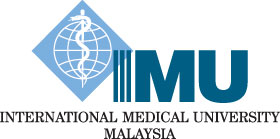 IMU
INTERNATIONAL MEDICAL UNIVERSITY
MALAYSIA